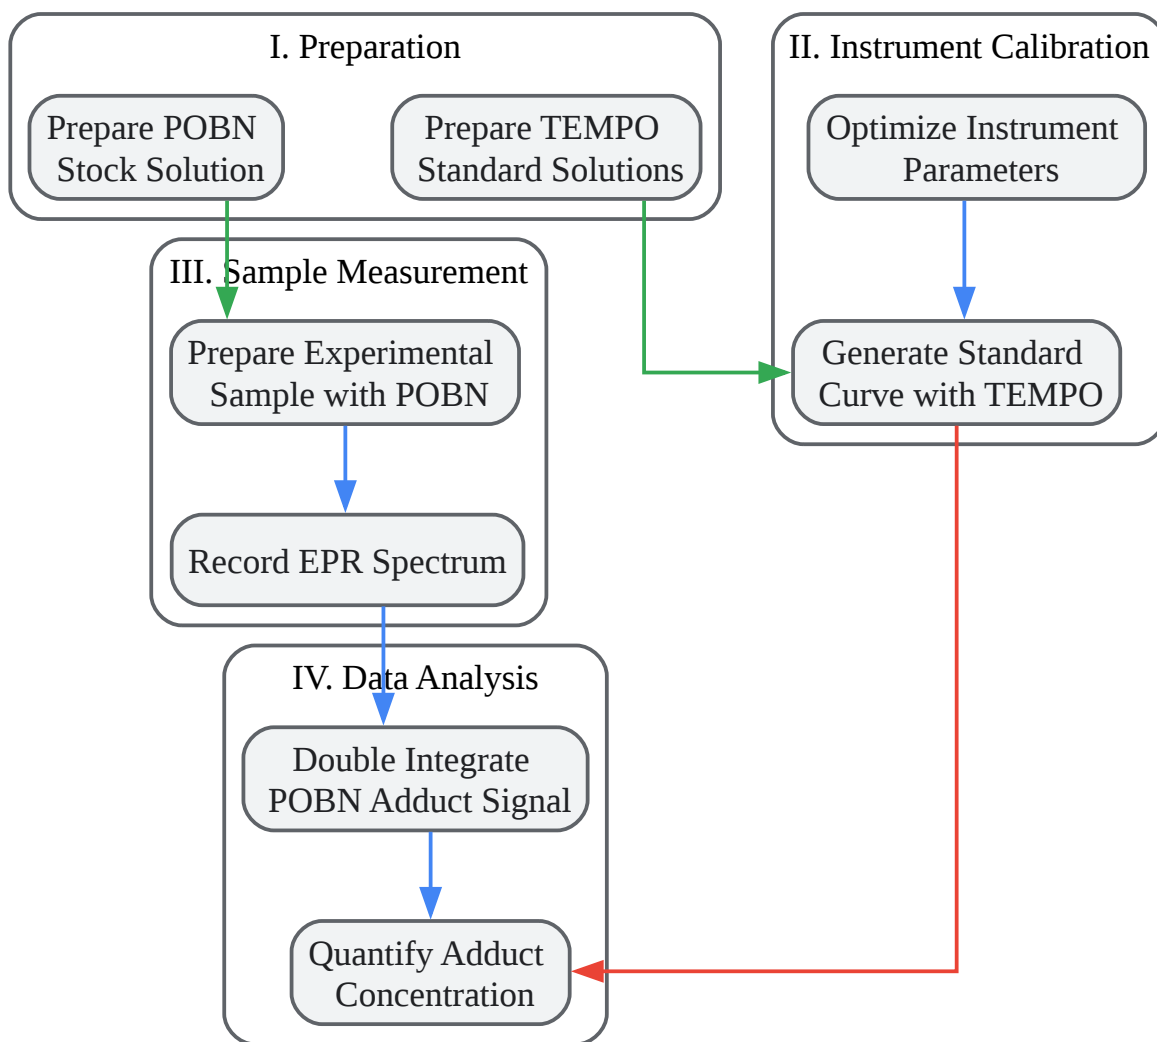 I. Preparation
Prepare POBN
Stock Solution
Prepare TEMPO
Standard Solutions
II. Instrument Calibration
Optimize Instrument
Parameters
Generate Standard
Curve with TEMPO
III. Sample Measurement
Prepare Experimental
Sample with POBN
Record EPR Spectrum
IV. Data Analysis
Double Integrate
POBN Adduct Signal
Quantify Adduct
Concentration